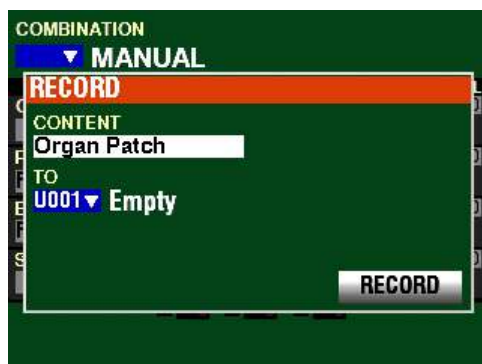 COMBINATION
▼ MANUAL
RECORD
CONTENT
Organ Patch
TO
U001▼ Empty
RECORD